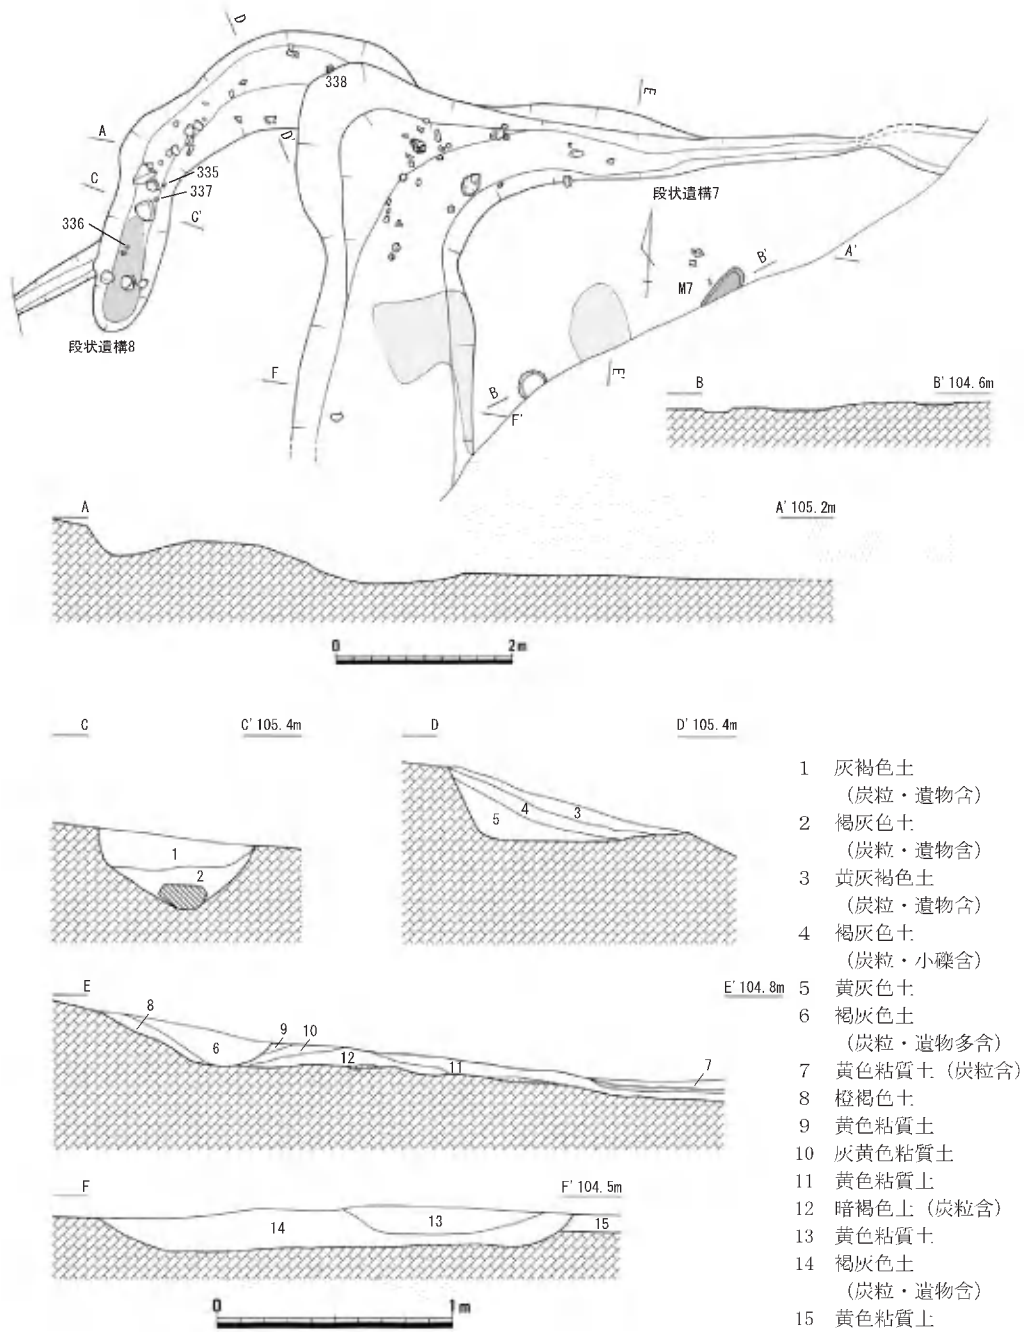 D
E
338
A
D'
335
C
337
段状遺構7
C'
336
B'
A'
M7
段状遺構8
F
B
E'
F'
B
B' 104.6m
A
A' 105.2m
0
2m
C
C' 105.4m
D
D' 105.4m
1
2
3
4
5
E
E' 104.8m
8
9
10
6
12
11
7
F
F' 104.5m
14
13
15
0
1m
1 灰褐色土
(炭粒・遺物含)
2 褐灰色土
(炭粒・遺物含)
3 黄灰褐色土
(炭粒・遺物含)
4 褐灰色土
(炭粒・小礫含)
5 黄灰色土
6 褐灰色土
(炭粒・遺物多含)
7 黄色粘質土(炭粒含)
8 橙褐色土
9 黄色粘質土
10 灰黄色粘質土
11 黄色粘質土
12 暗褐色土(炭粒含)
13 黄色粘質土
14 褐灰色土
(炭粒・遺物含)
15 黄色粘質土